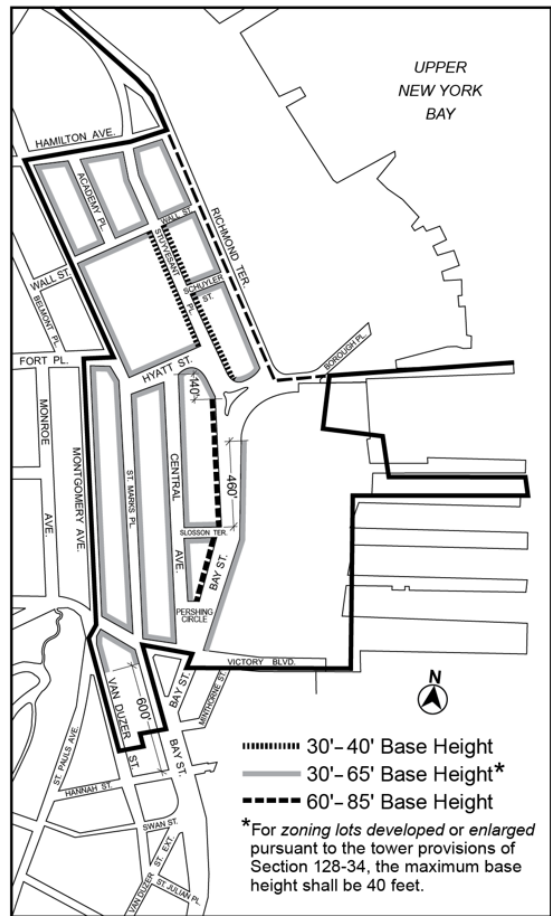 UPPER
NEW YORK
BAY
HAMILTON AVE.
ACADEMY PL.
WALL ST.
STUYVESANT PL.
RICHMOND TER.
SCHUYLER
ST.
WALL ST.
BELMONT PL.
FORT PL.
HYATT ST.
BOROUGH PL.
140'
MONROE
AVE.
MONTGOMERY AVE.
ST. MARKS PL.
CENTRAL
AVE.
460'
SLOSSON TER.
BAY ST.
PERSHING
CIRCLE
VICTORY BLVD.
N
VAN DUZER
ST.
600'
BAY ST.
MINTHORNE ST.
BAY ST.
ST. PAULS AVE.
HANNAH ST.
SWAN ST.
VAN DUZER
ST. EXT.
ST. JULIAN PL.
30'– 40' Base Height
30'– 65' Base Height*
60'– 85' Base Height
*For zoning lots developed or enlarged
pursuant to the tower provisions of
Section 128-34, the maximum base
height shall be 40 feet.